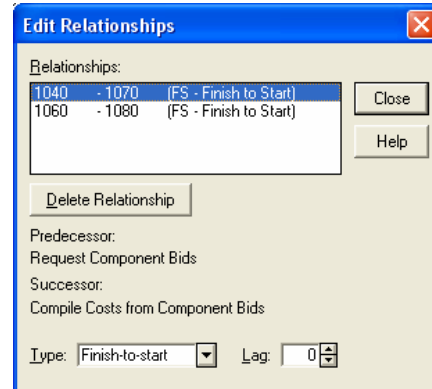 Edit Relationships
Relationships:
1040 - 1070 (FS - Finish to Start)
1060 - 1080 (FS - Finish to Start)
Close
Help
Delete Relationship
Predecessor:
Request Component Bids
Successor:
Compile Costs from Component Bids
Type: Finish-to-start Lag: 0